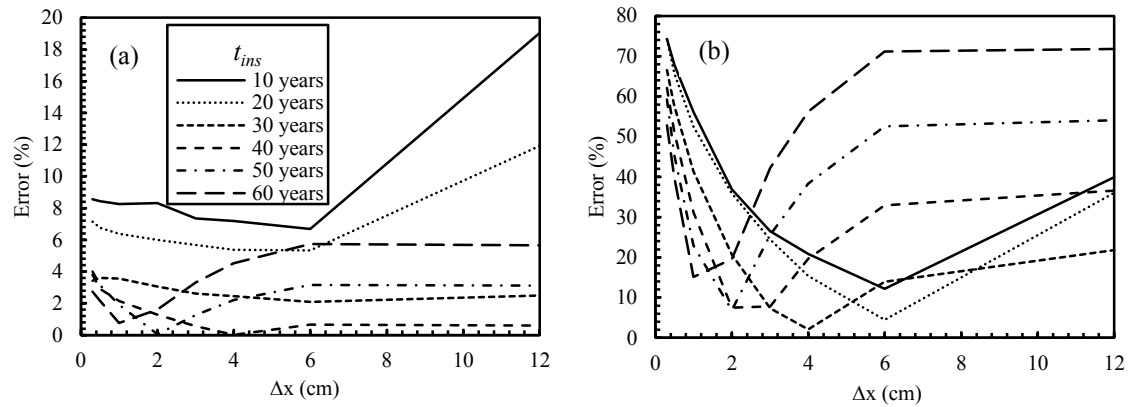 (a)
t_ins
10 years
20 years
30 years
40 years
50 years
60 years
Error (%)
20
18
16
14
12
10
8
6
4
2
0
0 2 4 6 8 10 12
Δx (cm)
(b)
Error (%)
80
70
60
50
40
30
20
10
0
0 2 4 6 8 10 12
Δx (cm)